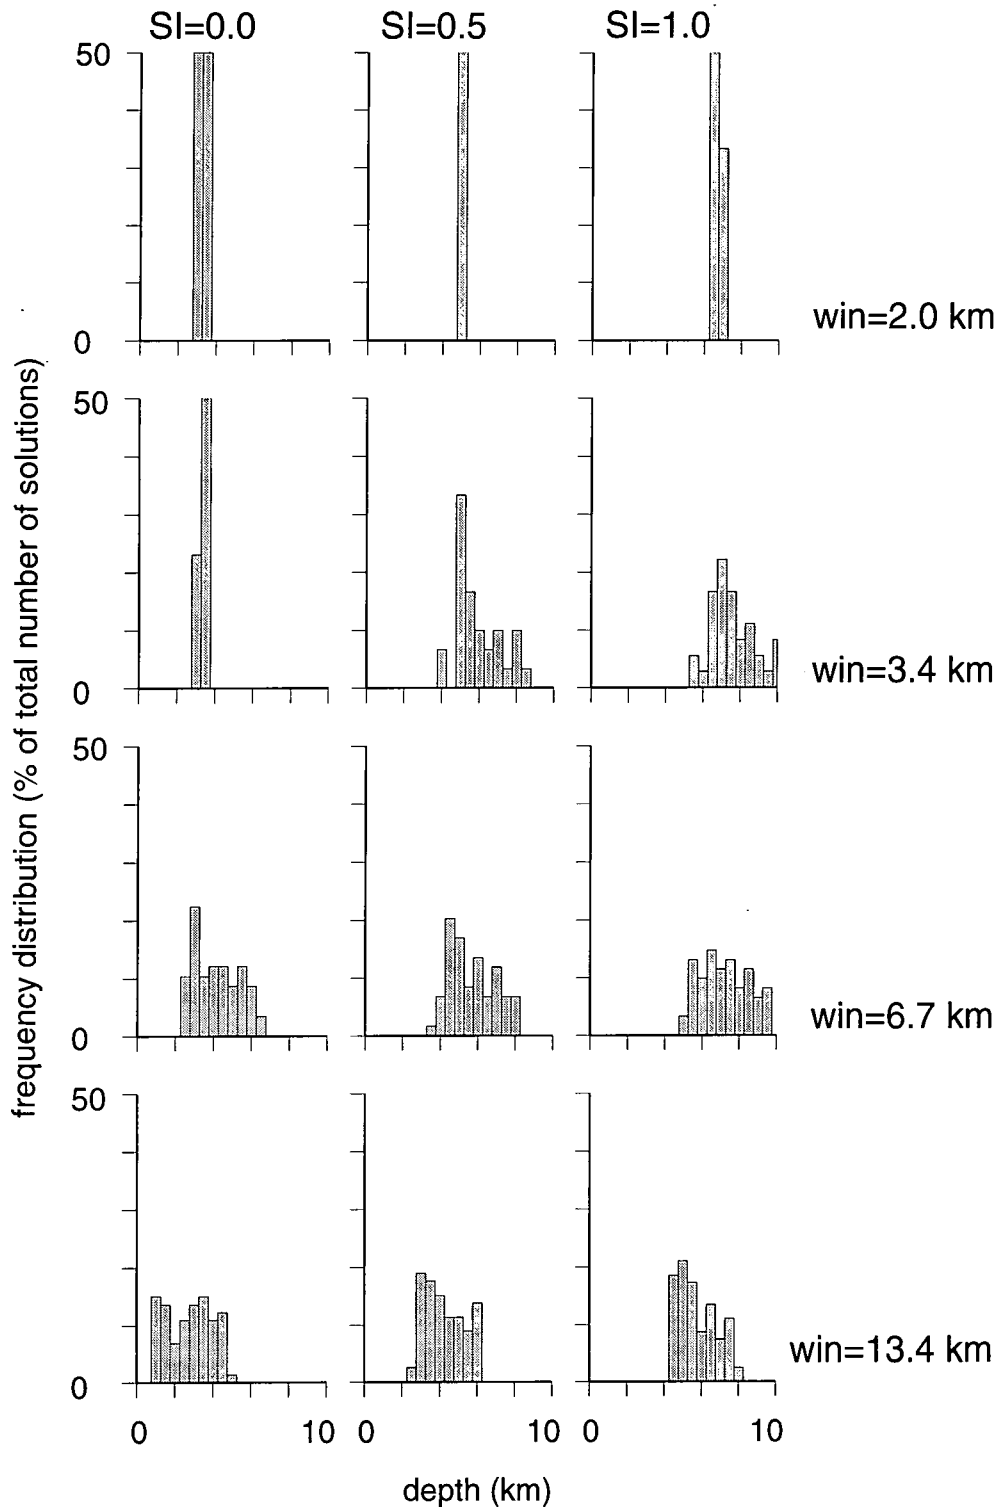 SI=0.0 SI=0.5 SI=1.0
50
0
win=2.0 km
50
0
win=3.4 km
50
0
win=6.7 km
50
0
win=13.4 km
0 10 0 10 0 10
depth (km)
frequency distribution (% of total number of solutions)